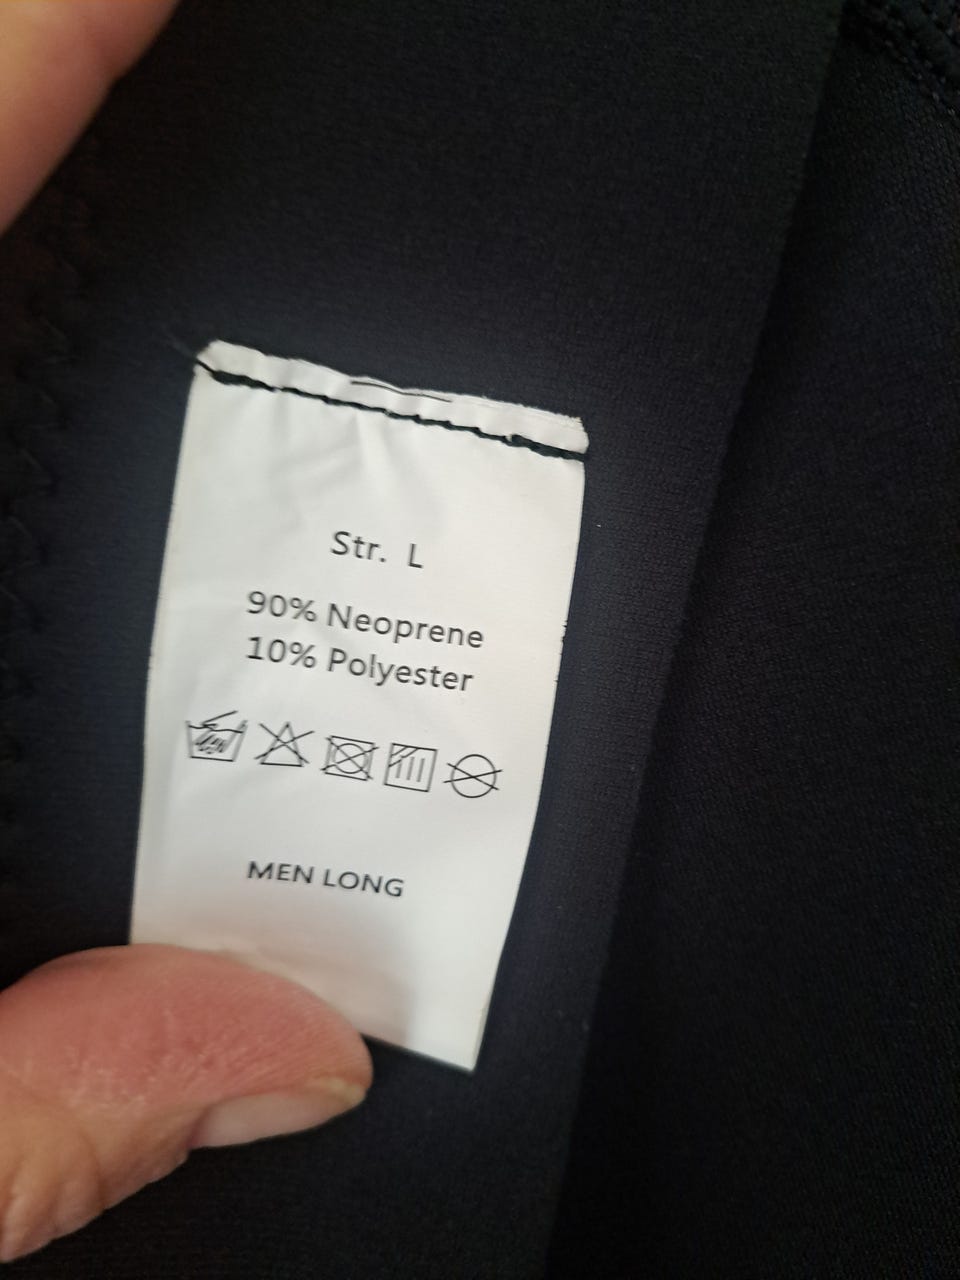 Str. L
90% Neoprene
10% Polyester
MEN LONG